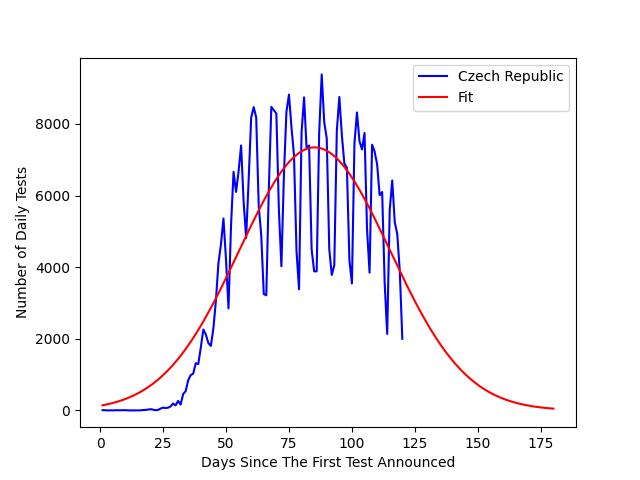 Czech Republic
Fit
8000
6000
4000
2000
0
Number of Daily Tests
0 25 50 75 100 125 150 175
Days Since The First Test Announced